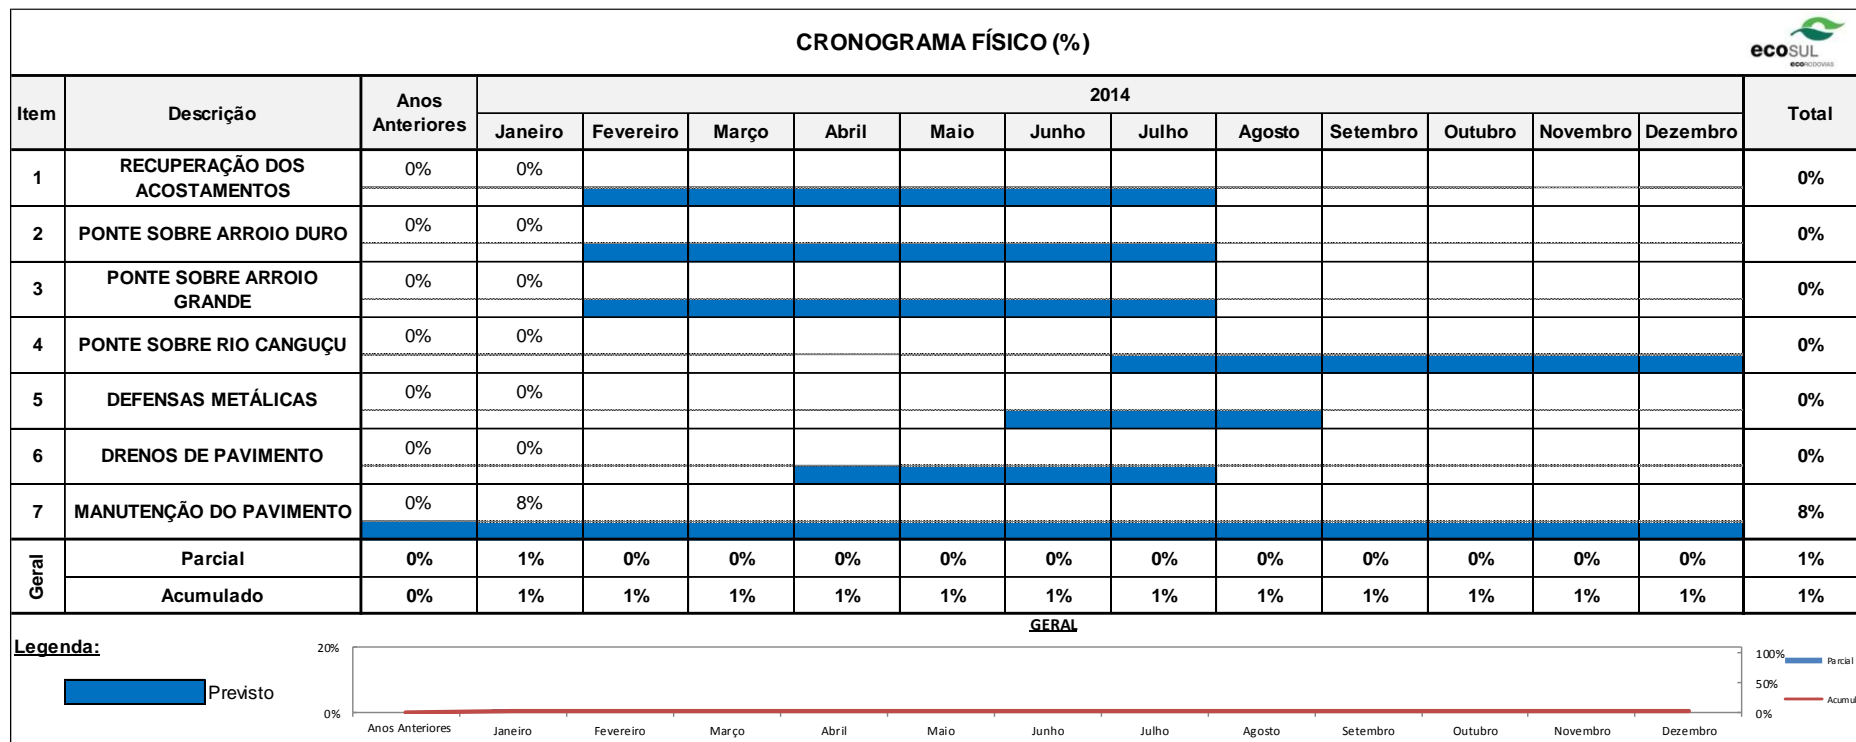 CRONOGRAMA FÍSICO (%)
ecoSUL
ecoRODOVIAS
Item Descrição Anos Anteriores 2014 Total
Janeiro Fevereiro Março Abril Maio Junho Julho Agosto Setembro Outubro Novembro Dezembro
1 RECUPERAÇÃO DOS ACOSTAMENTOS 0% 0% 0%
2 PONTE SOBRE ARROIO DURO 0% 0% 0%
3 PONTE SOBRE ARROIO GRANDE 0% 0% 0%
4 PONTE SOBRE RIO CANGUÇU 0% 0% 0%
5 DEFENSAS METÁLICAS 0% 0% 0%
6 DRENOS DE PAVIMENTO 0% 0% 0%
7 MANUTENÇÃO DO PAVIMENTO 0% 8% 8%
Geral
Parcial 0% 1% 0% 0% 0% 0% 0% 0% 0% 0% 0% 0% 0% 1%
Acumulado 0% 1% 1% 1% 1% 1% 1% 1% 1% 1% 1% 1% 1% 1%
GERAL
Legenda:
Previsto
20%
0%
100%
50%
0%
Parcial
Acumul
Anos Anteriores Janeiro Fevereiro Março Abril Maio Junho Julho Agosto Setembro Outubro Novembro Dezembro